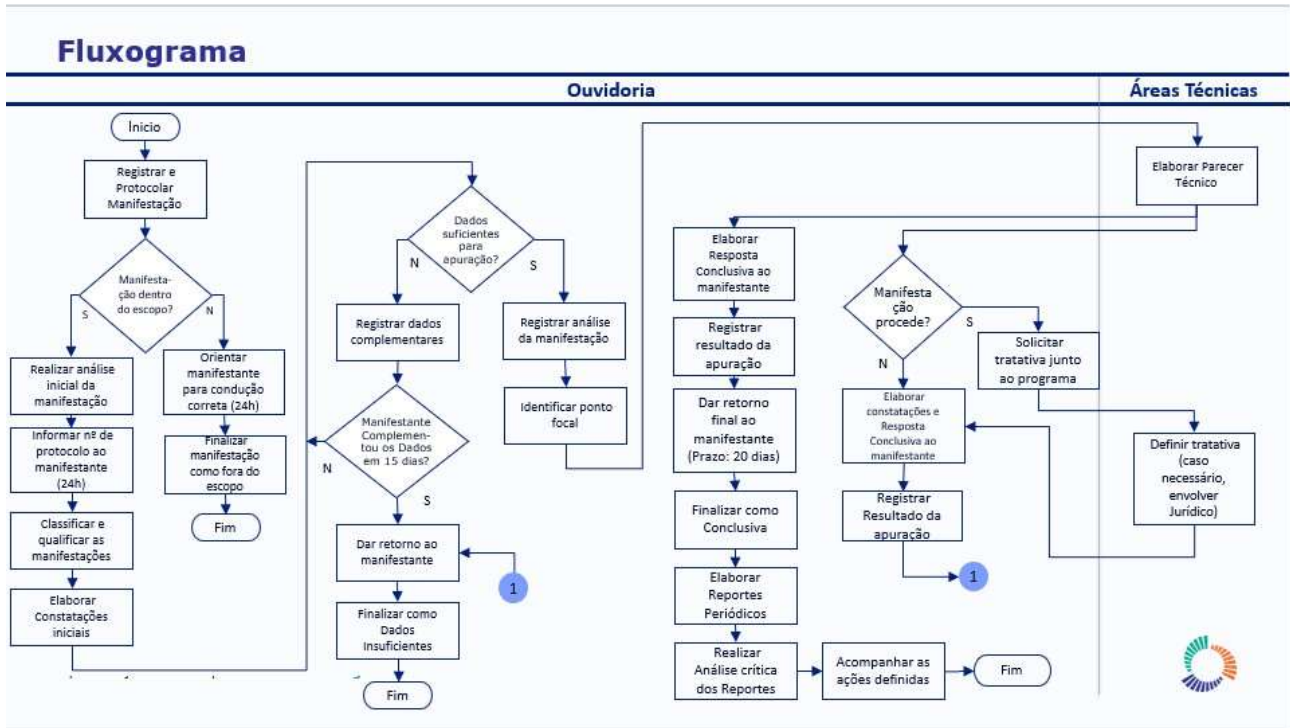 Fluxograma
Ouvidoria
Áreas Técnicas
Ínicio
Registrar e
Protocolar
Manifestação
Manifesta-
ção dentro
do escopo?
S
N
Realizar análise
inicial da
manifestação
Informar nº de
protocolo ao
manifestante
(24h)
Classificar e
qualificar as
manifestações
Elaborar
Constatações
iniciais
Orientar
manifestante
para condução
correta (24h)
Finalizar
manifestação
como fora do
escopo
Fim
Dados
suficientes
para
apuração?
N
S
Registrar dados
complementares
Manifestante
Complemen-
tou os Dados
em 15 dias?
N
S
Dar retorno ao
manifestante
1
Finalizar como
Dados
Insuficientes
Fim
Registrar análise
da manifestação
Identificar ponto
focal
Elaborar Parecer
Técnico
Elaborar
Resposta
Conclusiva ao
manifestante
Registrar
resultado da
apuração
Dar retorno
final ao
manifestante
(Prazo: 20 dias)
Finalizar como
Conclusiva
Elaborar
Reportes
Periódicos
Realizar
Análise crítica
dos Reportes
Acompanhar as
ações definidas
Fim
Manifesta
ção
procede?
S
N
Solicitar
tratativa junto
ao programa
Definir tratativa
(caso
necessário,
envolver
Jurídico)
Elaborar
constatações e
Resposta
Conclusiva ao
manifestante
Registrar
Resultado da
apuração
1